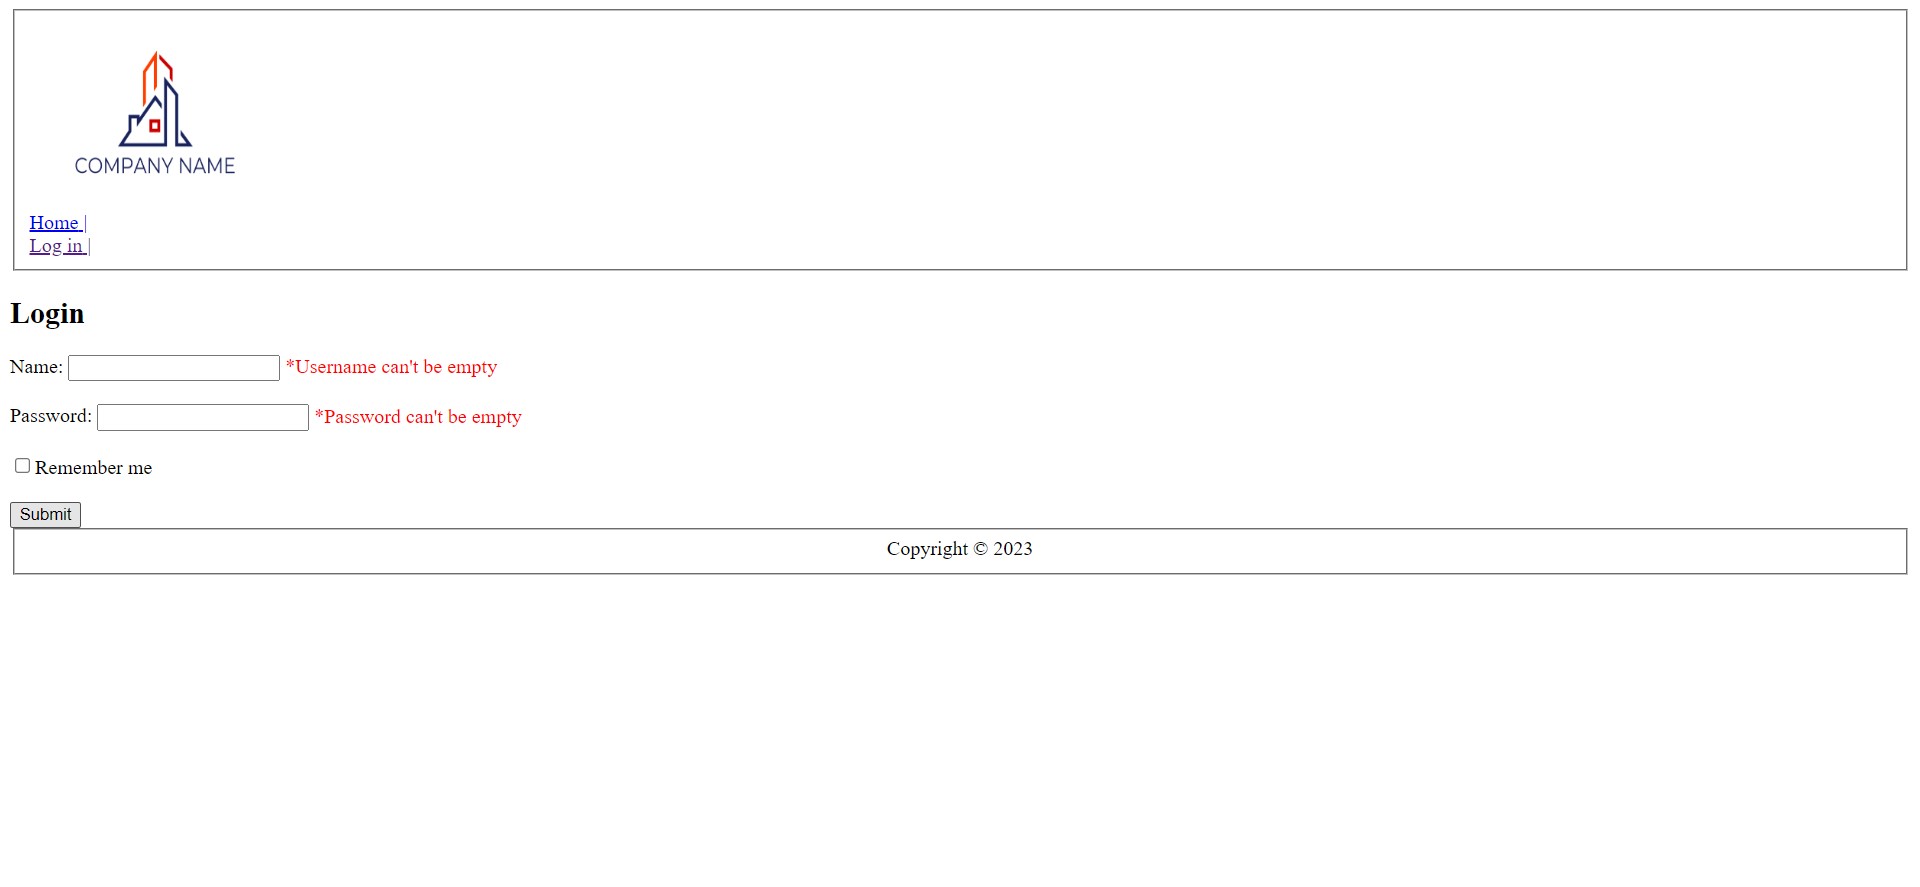 COMPANY NAME
Home |
Log in |
Login
Name: *Username can't be empty
Password: *Password can't be empty
Remember me
Submit
Copyright © 2023